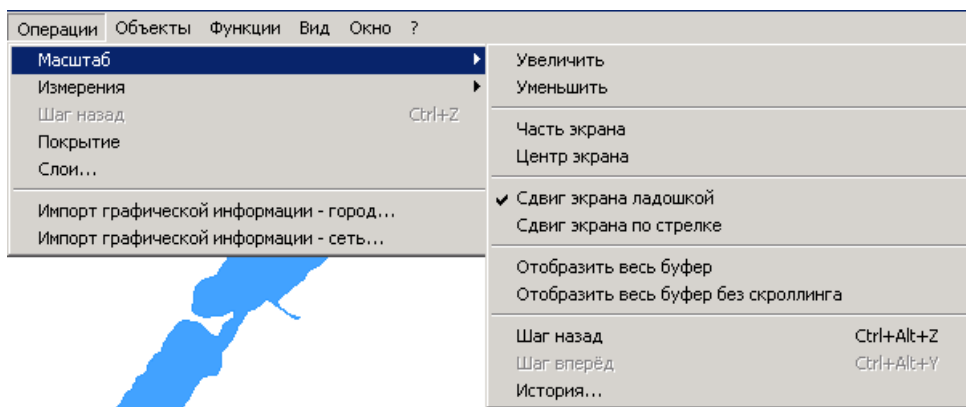 Операции Объекты Функции Вид Окно ?
Масштаб
Измерения
Шаг назад Ctrl+Z
Покрытие
Слои...
Импорт графической информации - город...
Импорт графической информации - сеть...
Увеличить
Уменьшить
Часть экрана
Центр экрана
Сдвиг экрана ладошкой
Сдвиг экрана по стрелке
Отобразить весь буфер
Отобразить весь буфер без скроллинга
Шаг назад Ctrl+Alt+Z
Шаг вперёд Ctrl+Alt+Y
История...